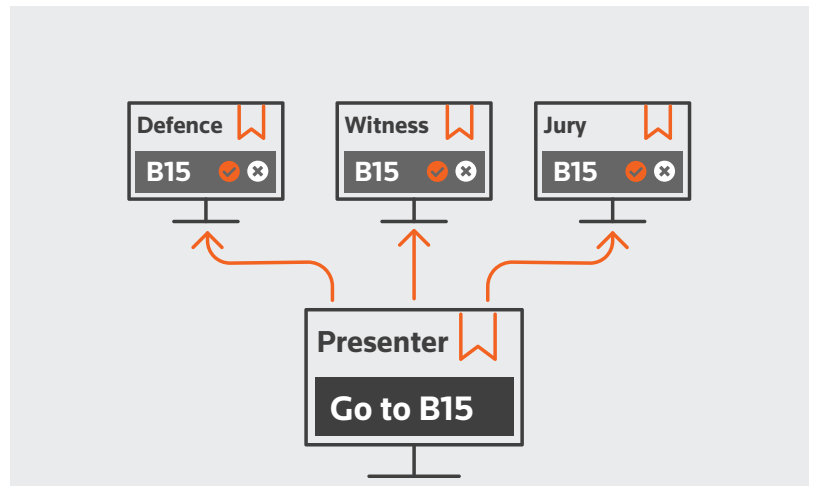 Defence
B15
Witness
B15
Jury
B15
Presenter
Go to B15